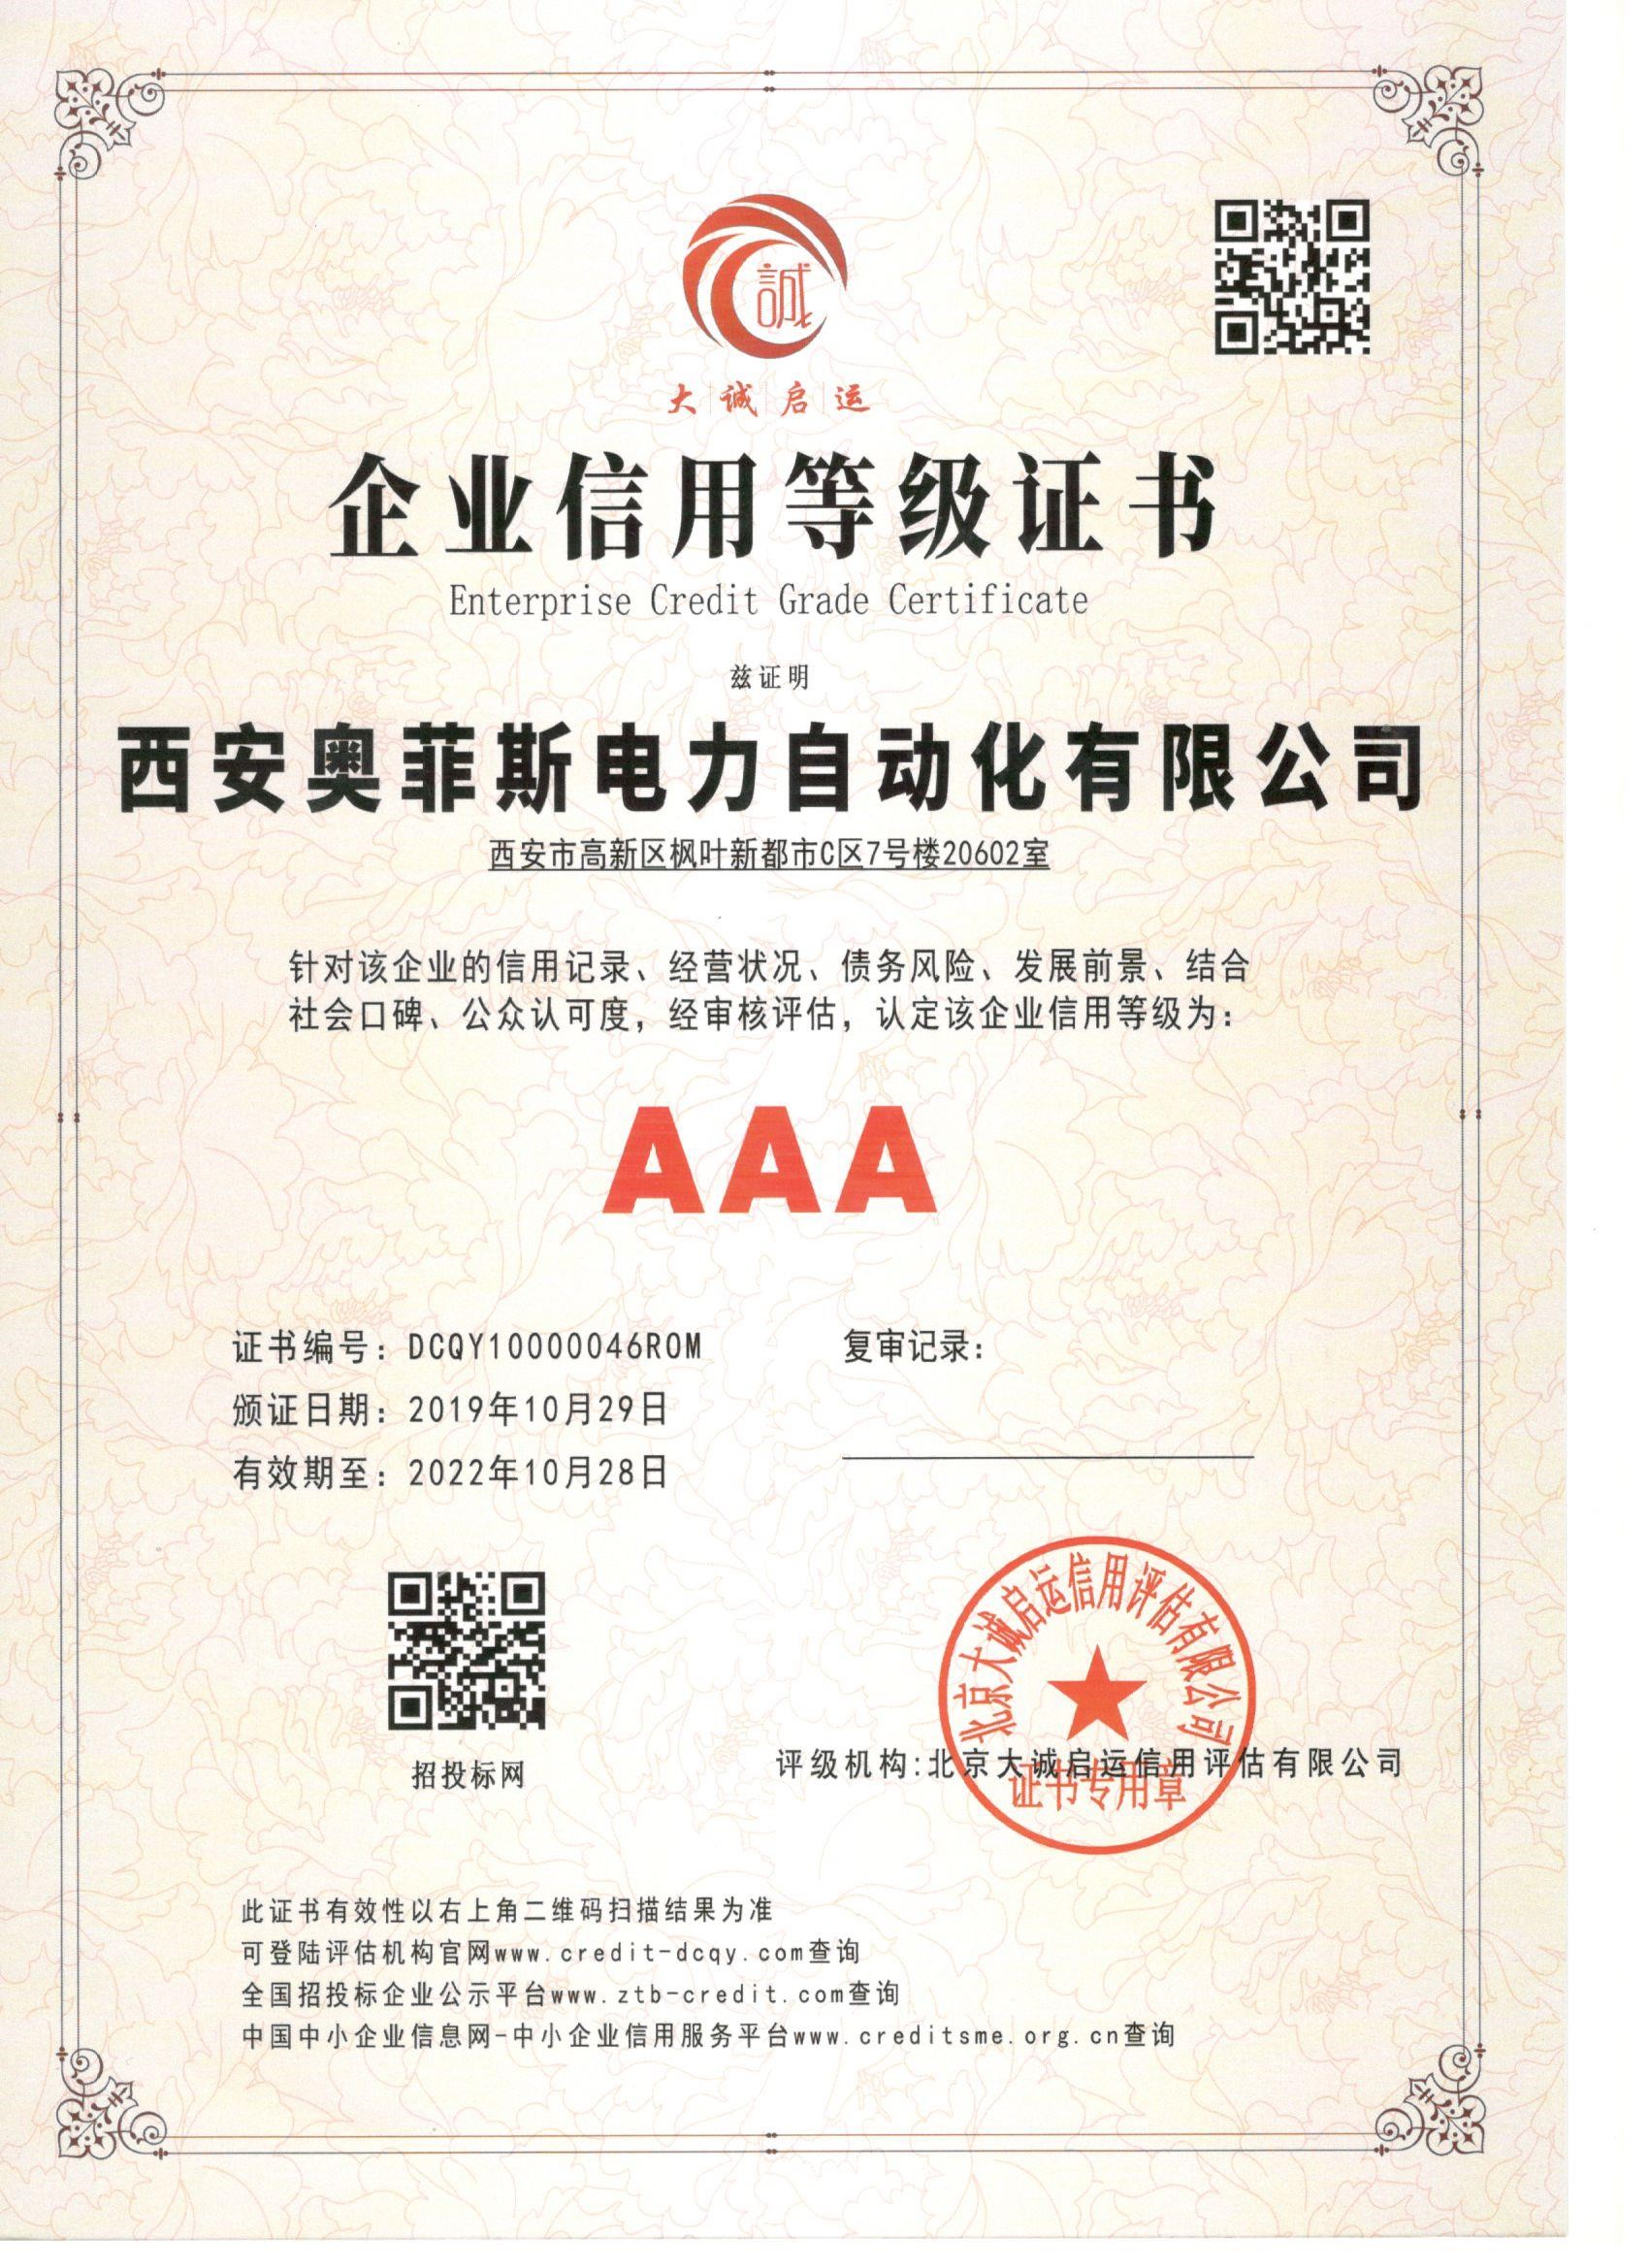 誠
大诚启运
企业信用等级证书
Enterprise Credit Grade Certificate
兹证明
西安奥菲斯电力自动化有限公司
西安市高新区枫叶新都市C区7号楼20602室
针对该企业的信用记录、经营状况、债务风险、发展前景、结合
社会口碑、公众认可度，经审核评估，认定该企业信用等级为：
AAA
证书编号：DCQY10000046R0M
复审记录：
颁证日期：2019年10月29日
有效期至：2022年10月28日
北京大诚启运信用评估有限公司
招投标网
评级机构:北京大诚启运信用评估有限公司
证书专用章
此证书有效性以右上角二维码扫描结果为准
可登陆评估机构官网www.credit-dcqy.com查询
全国招投标企业公示平台www.ztb-credit.com查询
中国中小企业信息网-中小企业信用服务平台www.creditsme.org.cn查询